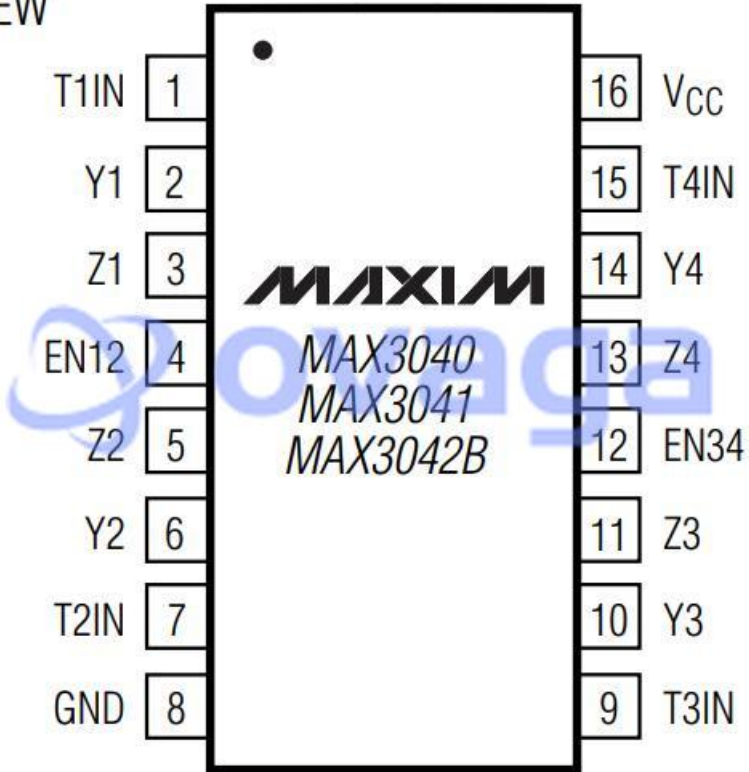 EW
T1IN 1
Y1 2
Z1 3
EN12 4
Z2 5
Y2 6
T2IN 7
GND 8
MAXIM
MAX3040
MAX3041
MAX3042B
16 VCC
15 T4IN
14 Y4
13 Z4
12 EN34
11 Z3
10 Y3
9 T3IN
ovaga